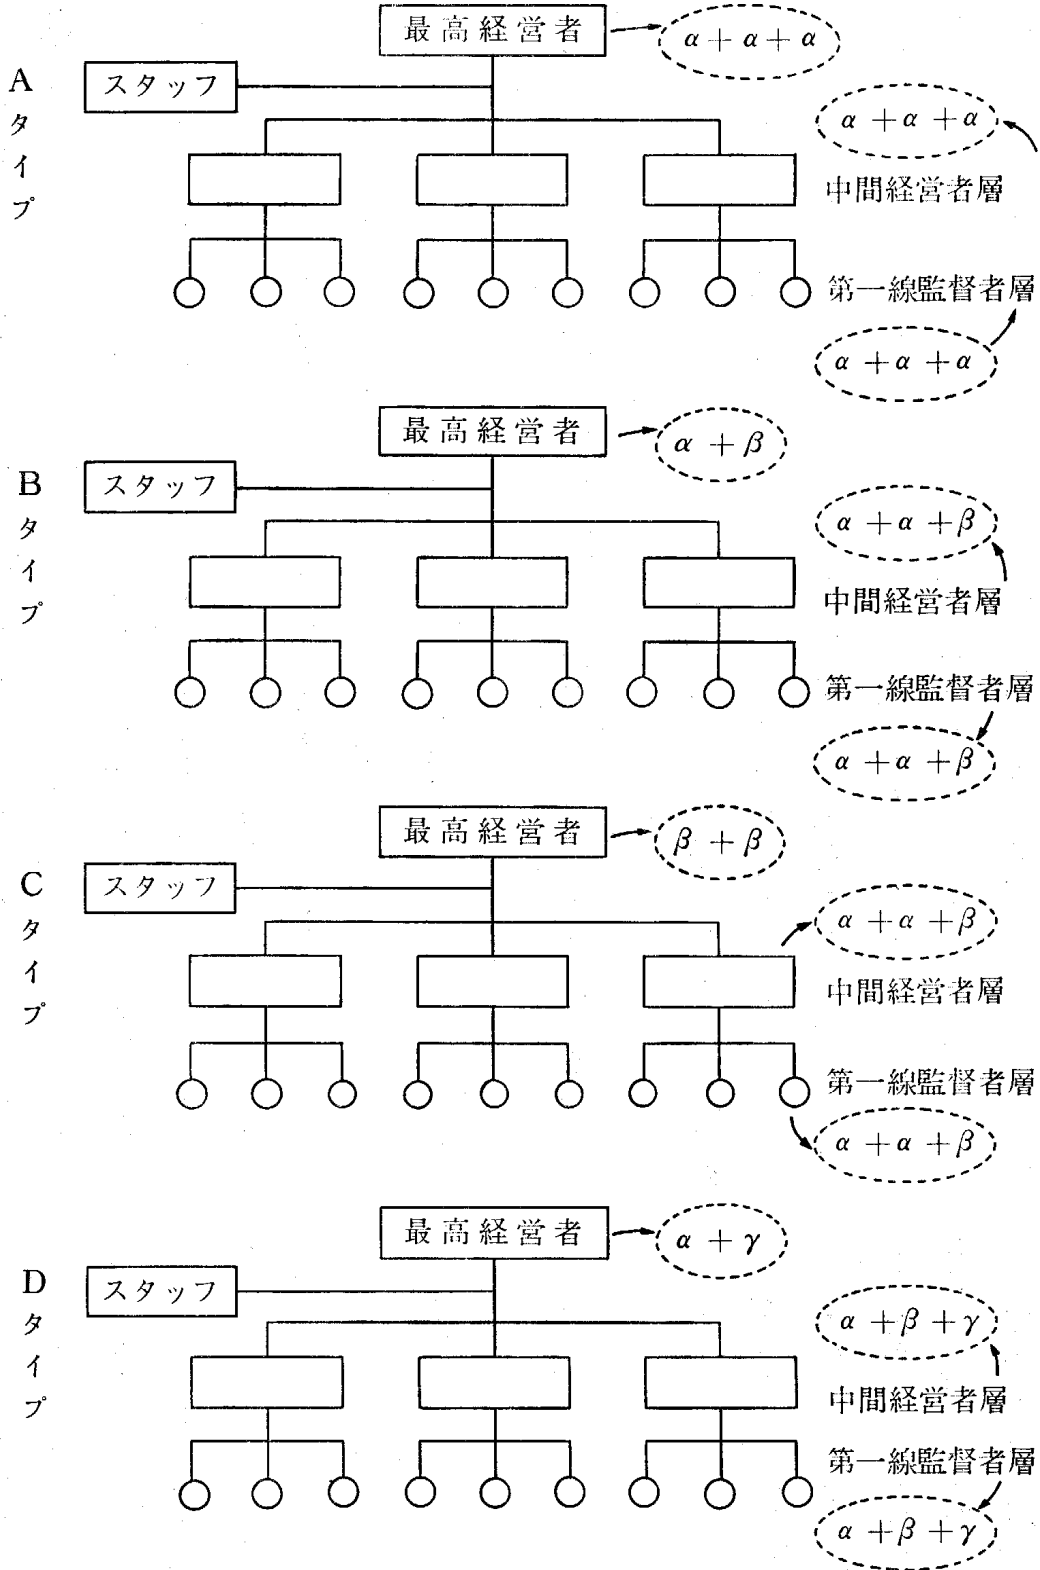 最高経営者
α+α+α
Aタイプ
スタッフ
α+α+α
中間経営者層
第一線監督者層
α+α+α
最高経営者
α+β
Bタイプ
スタッフ
α+α+β
中間経営者層
第一線監督者層
α+α+β
最高経営者
β+β
Cタイプ
スタッフ
α+α+β
中間経営者層
第一線監督者層
α+α+β
最高経営者
α+γ
Dタイプ
スタッフ
α+β+γ
中間経営者層
第一線監督者層
α+β+γ